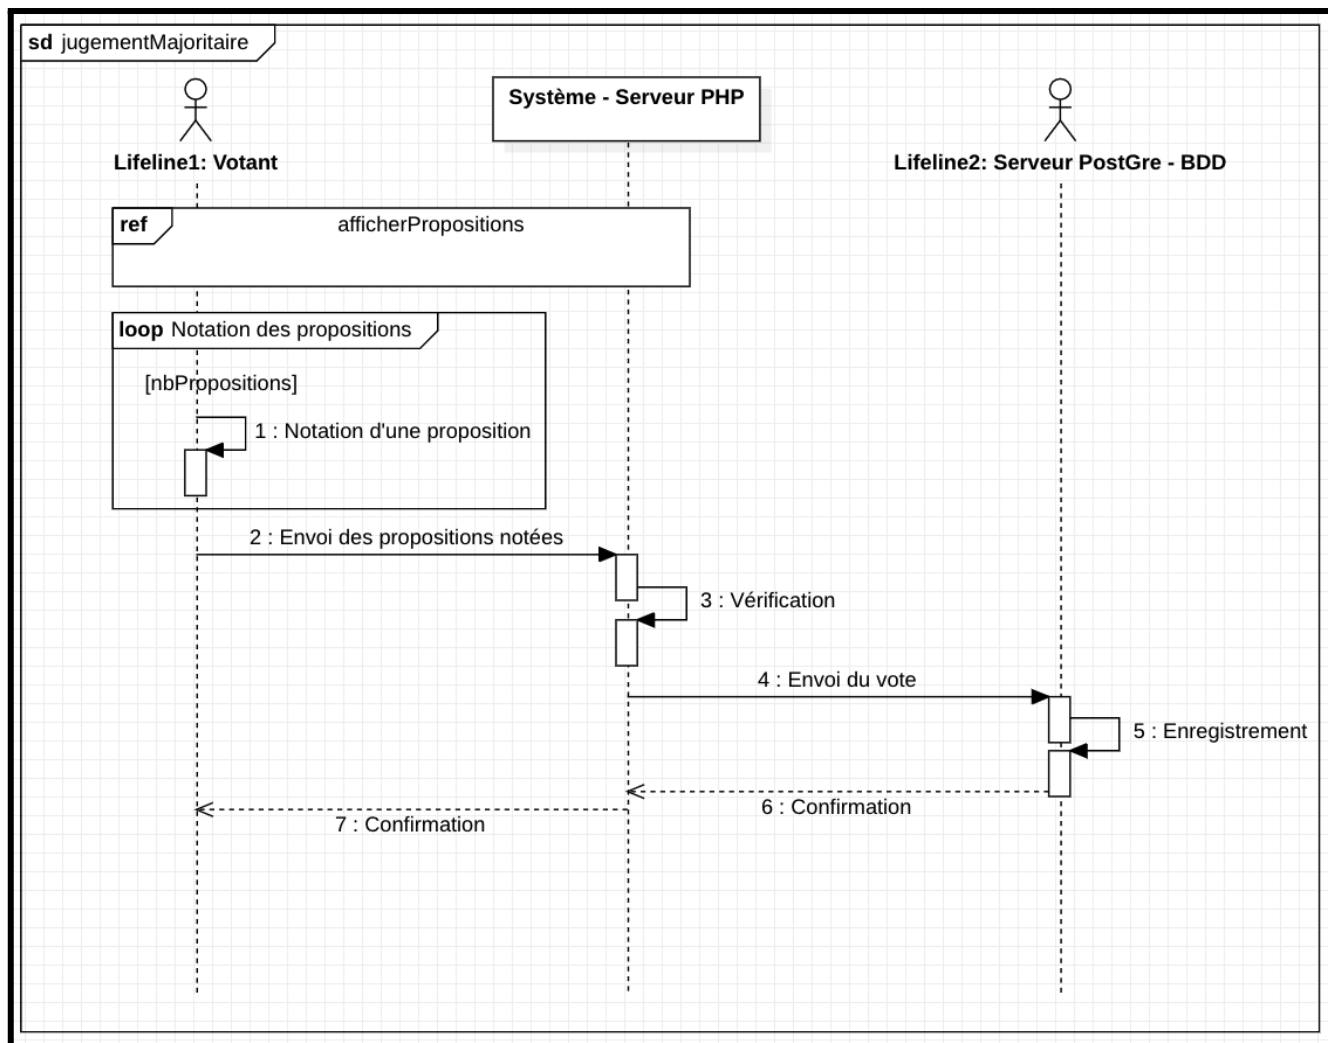 sd jugementMajoritaire
Système - Serveur PHP
Lifeline1: Votant
Lifeline2: Serveur PostGre - BDD
ref afficherPropositions
loop Notation des propositions
[nbPropositions]
1 : Notation d'une proposition
2 : Envoi des propositions notées
3 : Vérification
4 : Envoi du vote
5 : Enregistrement
6 : Confirmation
7 : Confirmation